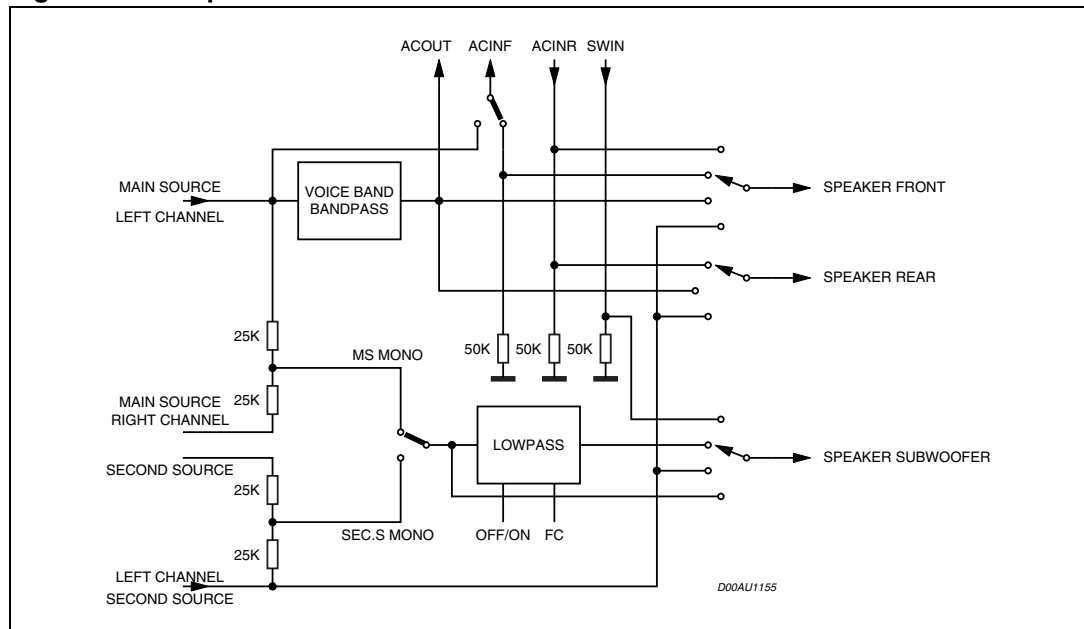 ACOUT ACINF ACINR SWIN
MAIN SOURCE
LEFT CHANNEL
VOICE BAND
BANDPASS
SPEAKER FRONT
SPEAKER REAR
25K
MS MONO
50K 50K 50K
25K
MAIN SOURCE
RIGHT CHANNEL
LOWPASS
SECOND SOURCE
SPEAKER SUBWOOFER
25K
SEC.S MONO
OFF/ON FC
25K
LEFT CHANNEL
SECOND SOURCE
D00AU1155